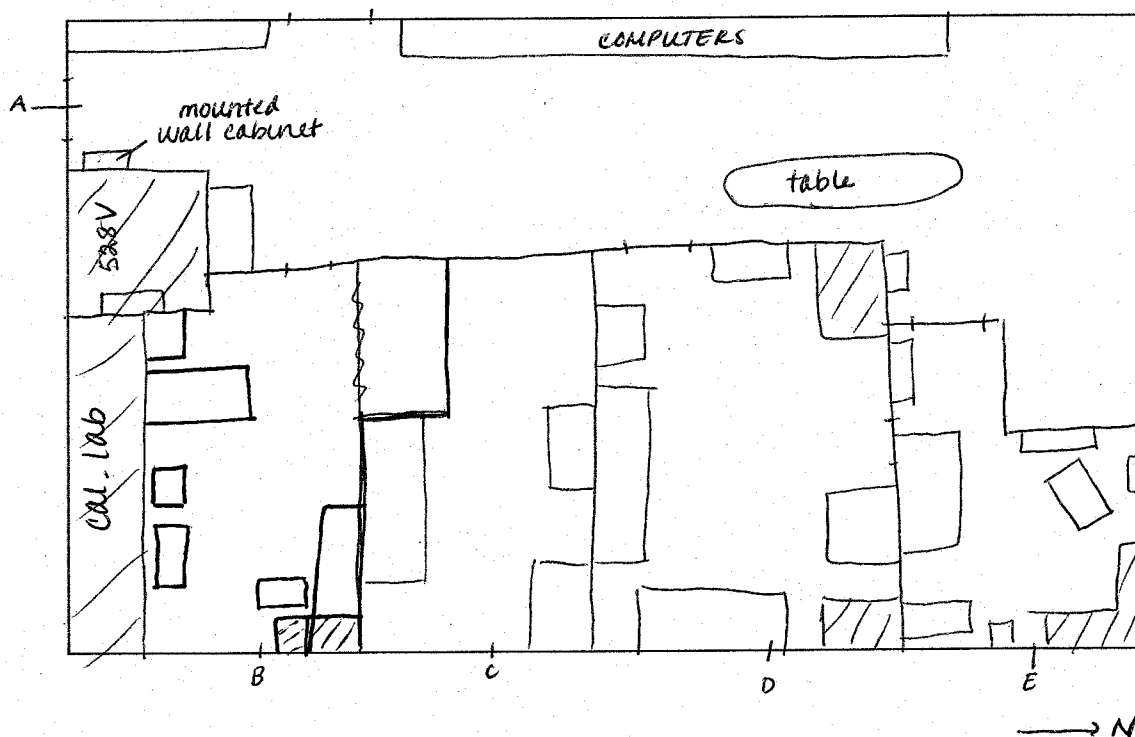 COMPUTERS
A
mounted
wall cabinet
table
528V
cal. lab
B
C
D
E
N